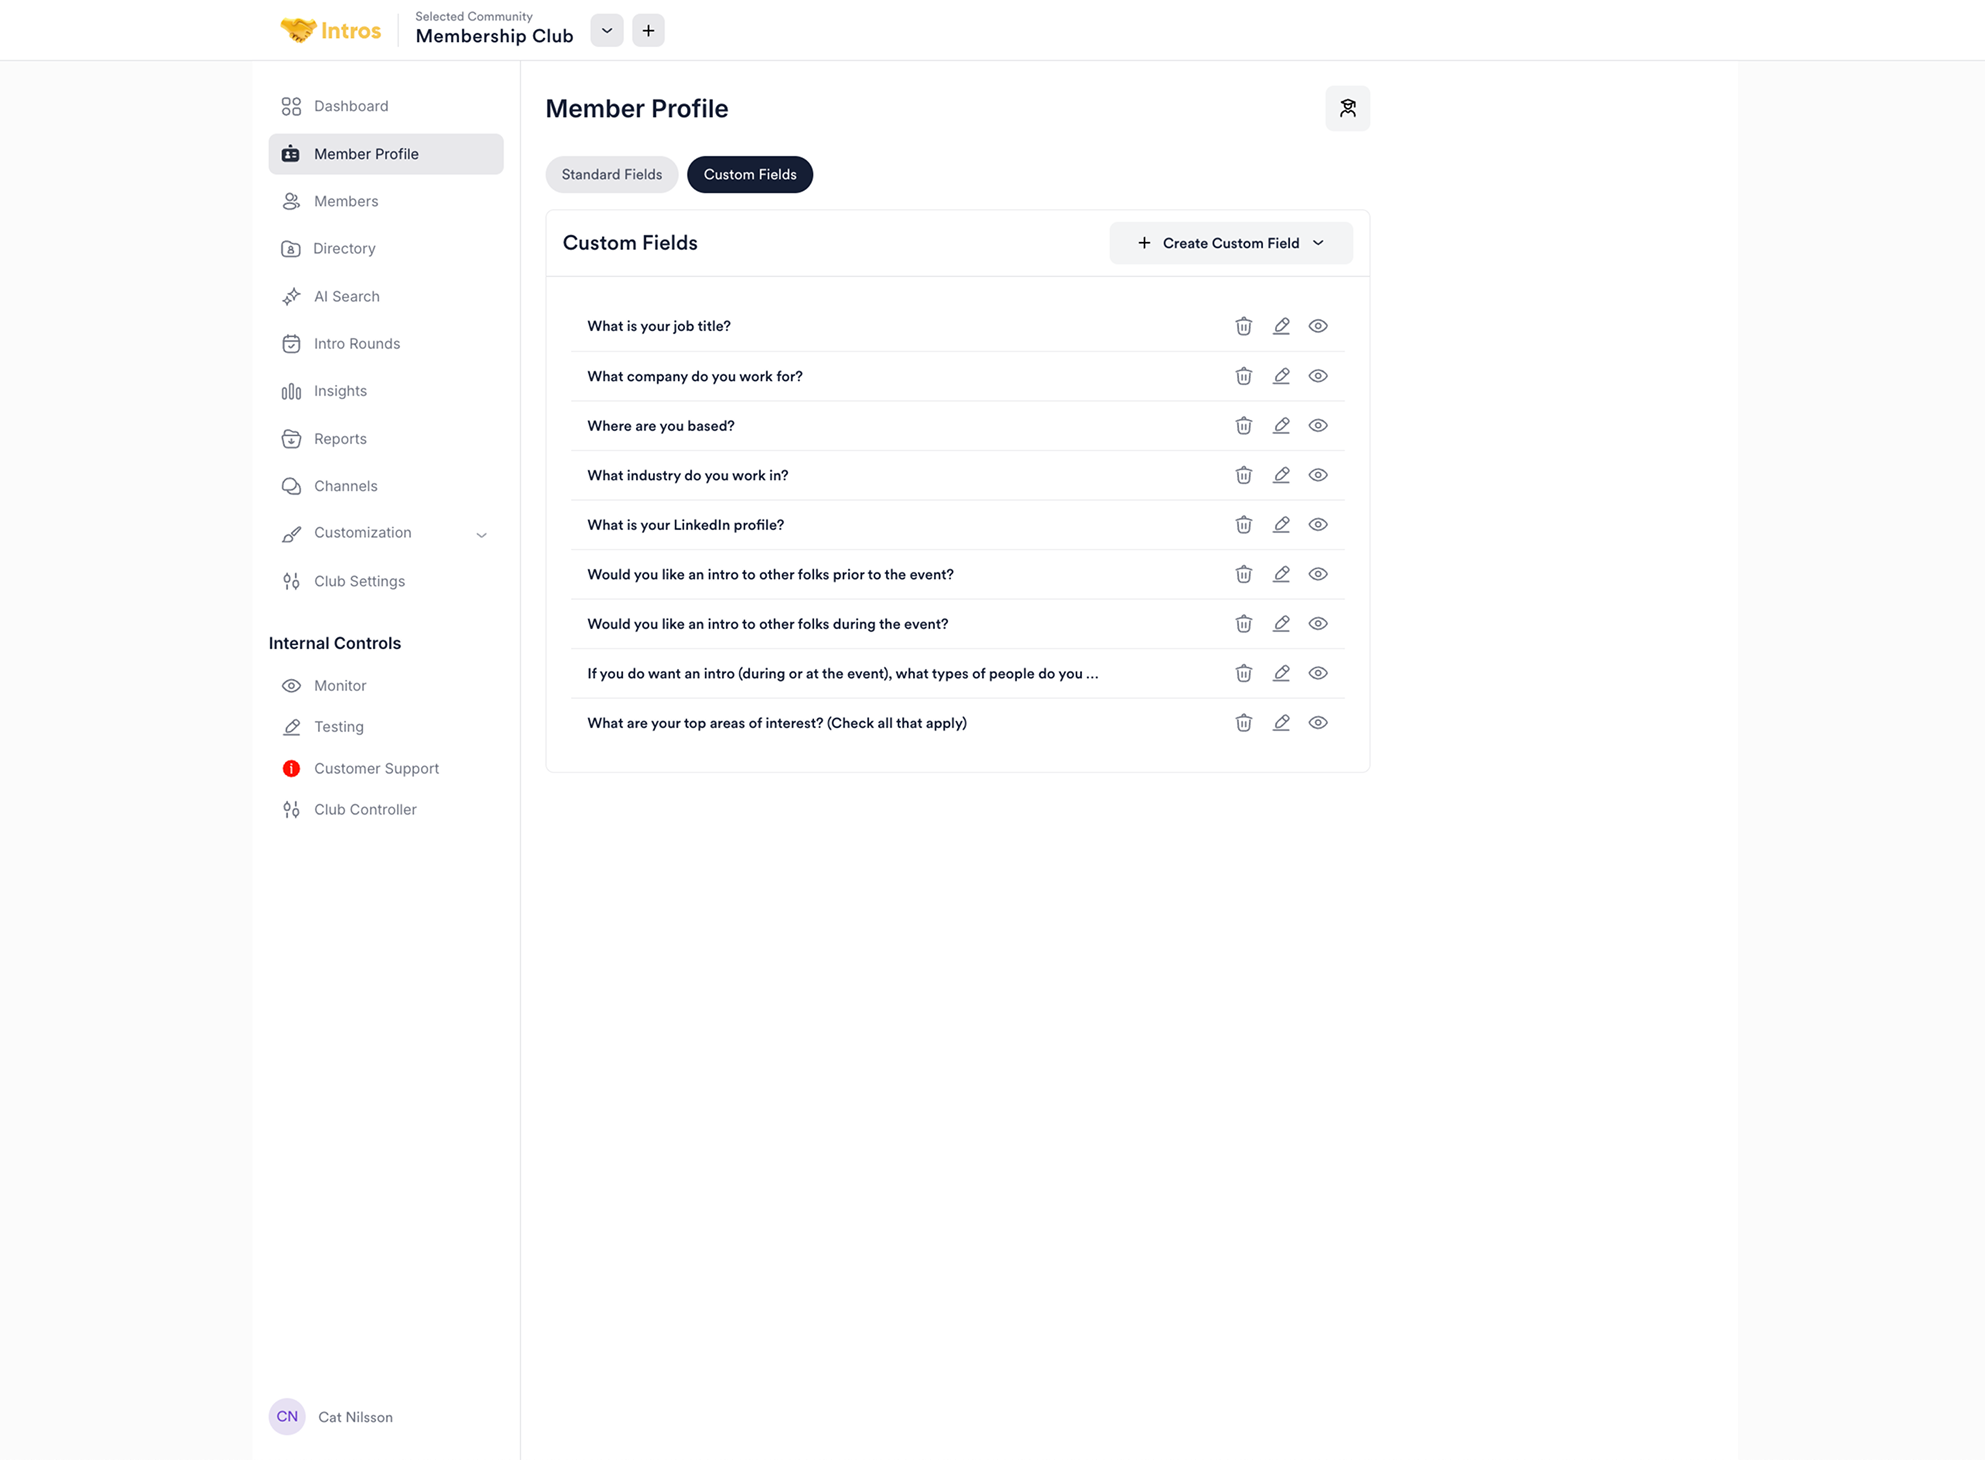 Intros
Selected Community
Membership Club
Dashboard
Member Profile
Members
Directory
AI Search
Intro Rounds
Insights
Reports
Channels
Customization
Club Settings
Internal Controls
Monitor
Testing
Customer Support
Club Controller
CN
Cat Nilsson
Member Profile
Standard Fields
Custom Fields
Custom Fields
Create Custom Field
What is your job title?
What company do you work for?
Where are you based?
What industry do you work in?
What is your LinkedIn profile?
Would you like an intro to other folks prior to the event?
Would you like an intro to other folks during the event?
If you do want an intro (during or at the event), what types of people do you ...
What are your top areas of interest? (Check all that apply)